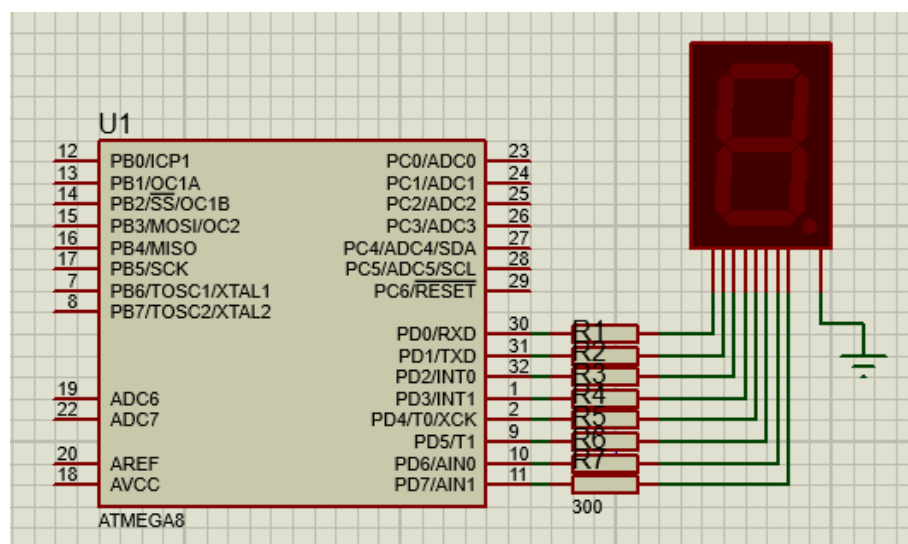 U1
12 PB0/ICP1 PC0/ADC0 23
13 PB1/OC1A PC1/ADC1 24
14 PB2/SS/OC1B PC2/ADC2 25
15 PB3/MOSI/OC2 PC3/ADC3 26
16 PB4/MISO PC4/ADC4/SDA 27
17 PB5/SCK PC5/ADC5/SCL 28
7 PB6/TOSC1/XTAL1 PC6/RESET 29
8 PB7/TOSC2/XTAL2
PD0/RXD 30 R1
PD1/TXD 31 R2
PD2/INT0 32 R3
19 ADC6 PD3/INT1 1 R4
22 ADC7 PD4/T0/XCK 2 R5
PD5/T1 9 R6
20 AREF PD6/AIN0 10 R7
18 AVCC PD7/AIN1 11
300
ATMEGA8